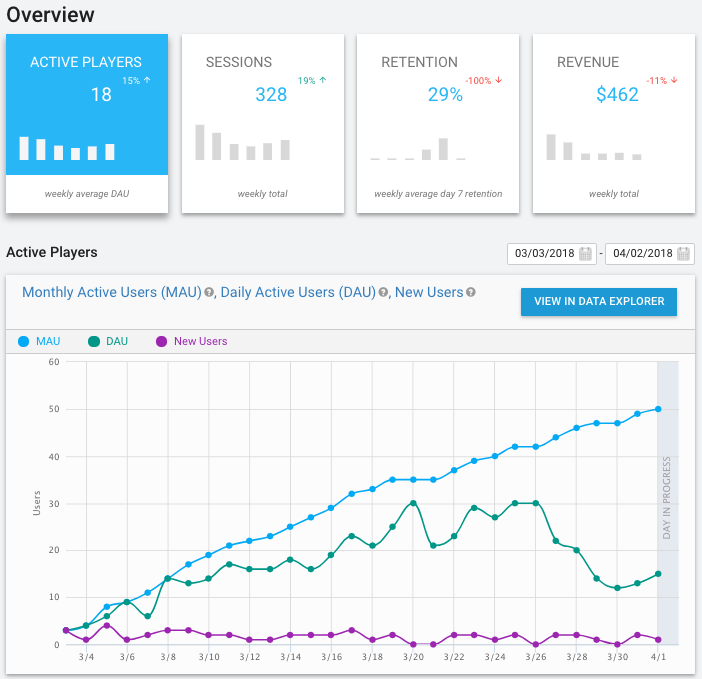 Overview
ACTIVE PLAYERS
15% ↑
18
weekly average DAU
SESSIONS
19% ↑
328
weekly total
RETENTION
-100% ↓
29%
weekly average day 7 retention
REVENUE
-11% ↓
$462
weekly total
Active Players
03/03/2018 - 04/02/2018
Monthly Active Users (MAU)?, Daily Active Users (DAU)?, New Users?
VIEW IN DATA EXPLORER
MAU DAU New Users
60
50
40
30
20
10
0
Users
DAY IN PROGRESS
3/4 3/6 3/8 3/10 3/12 3/14 3/16 3/18 3/20 3/22 3/24 3/26 3/28 3/30 4/1